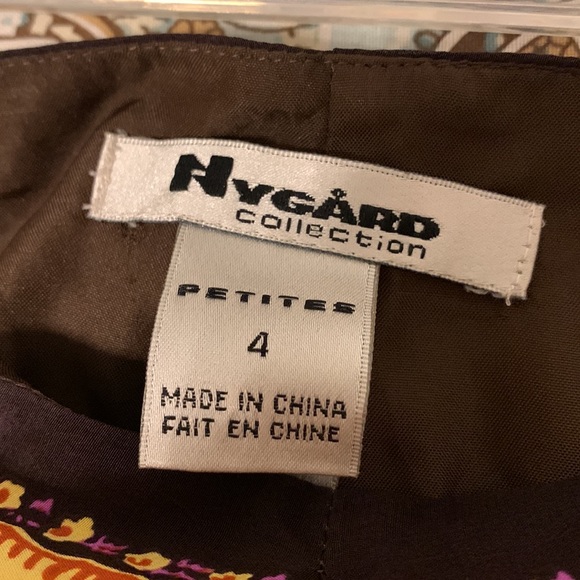 NYGÅRD
collection
PETITES
4
MADE IN CHINA
FAIT EN CHINE